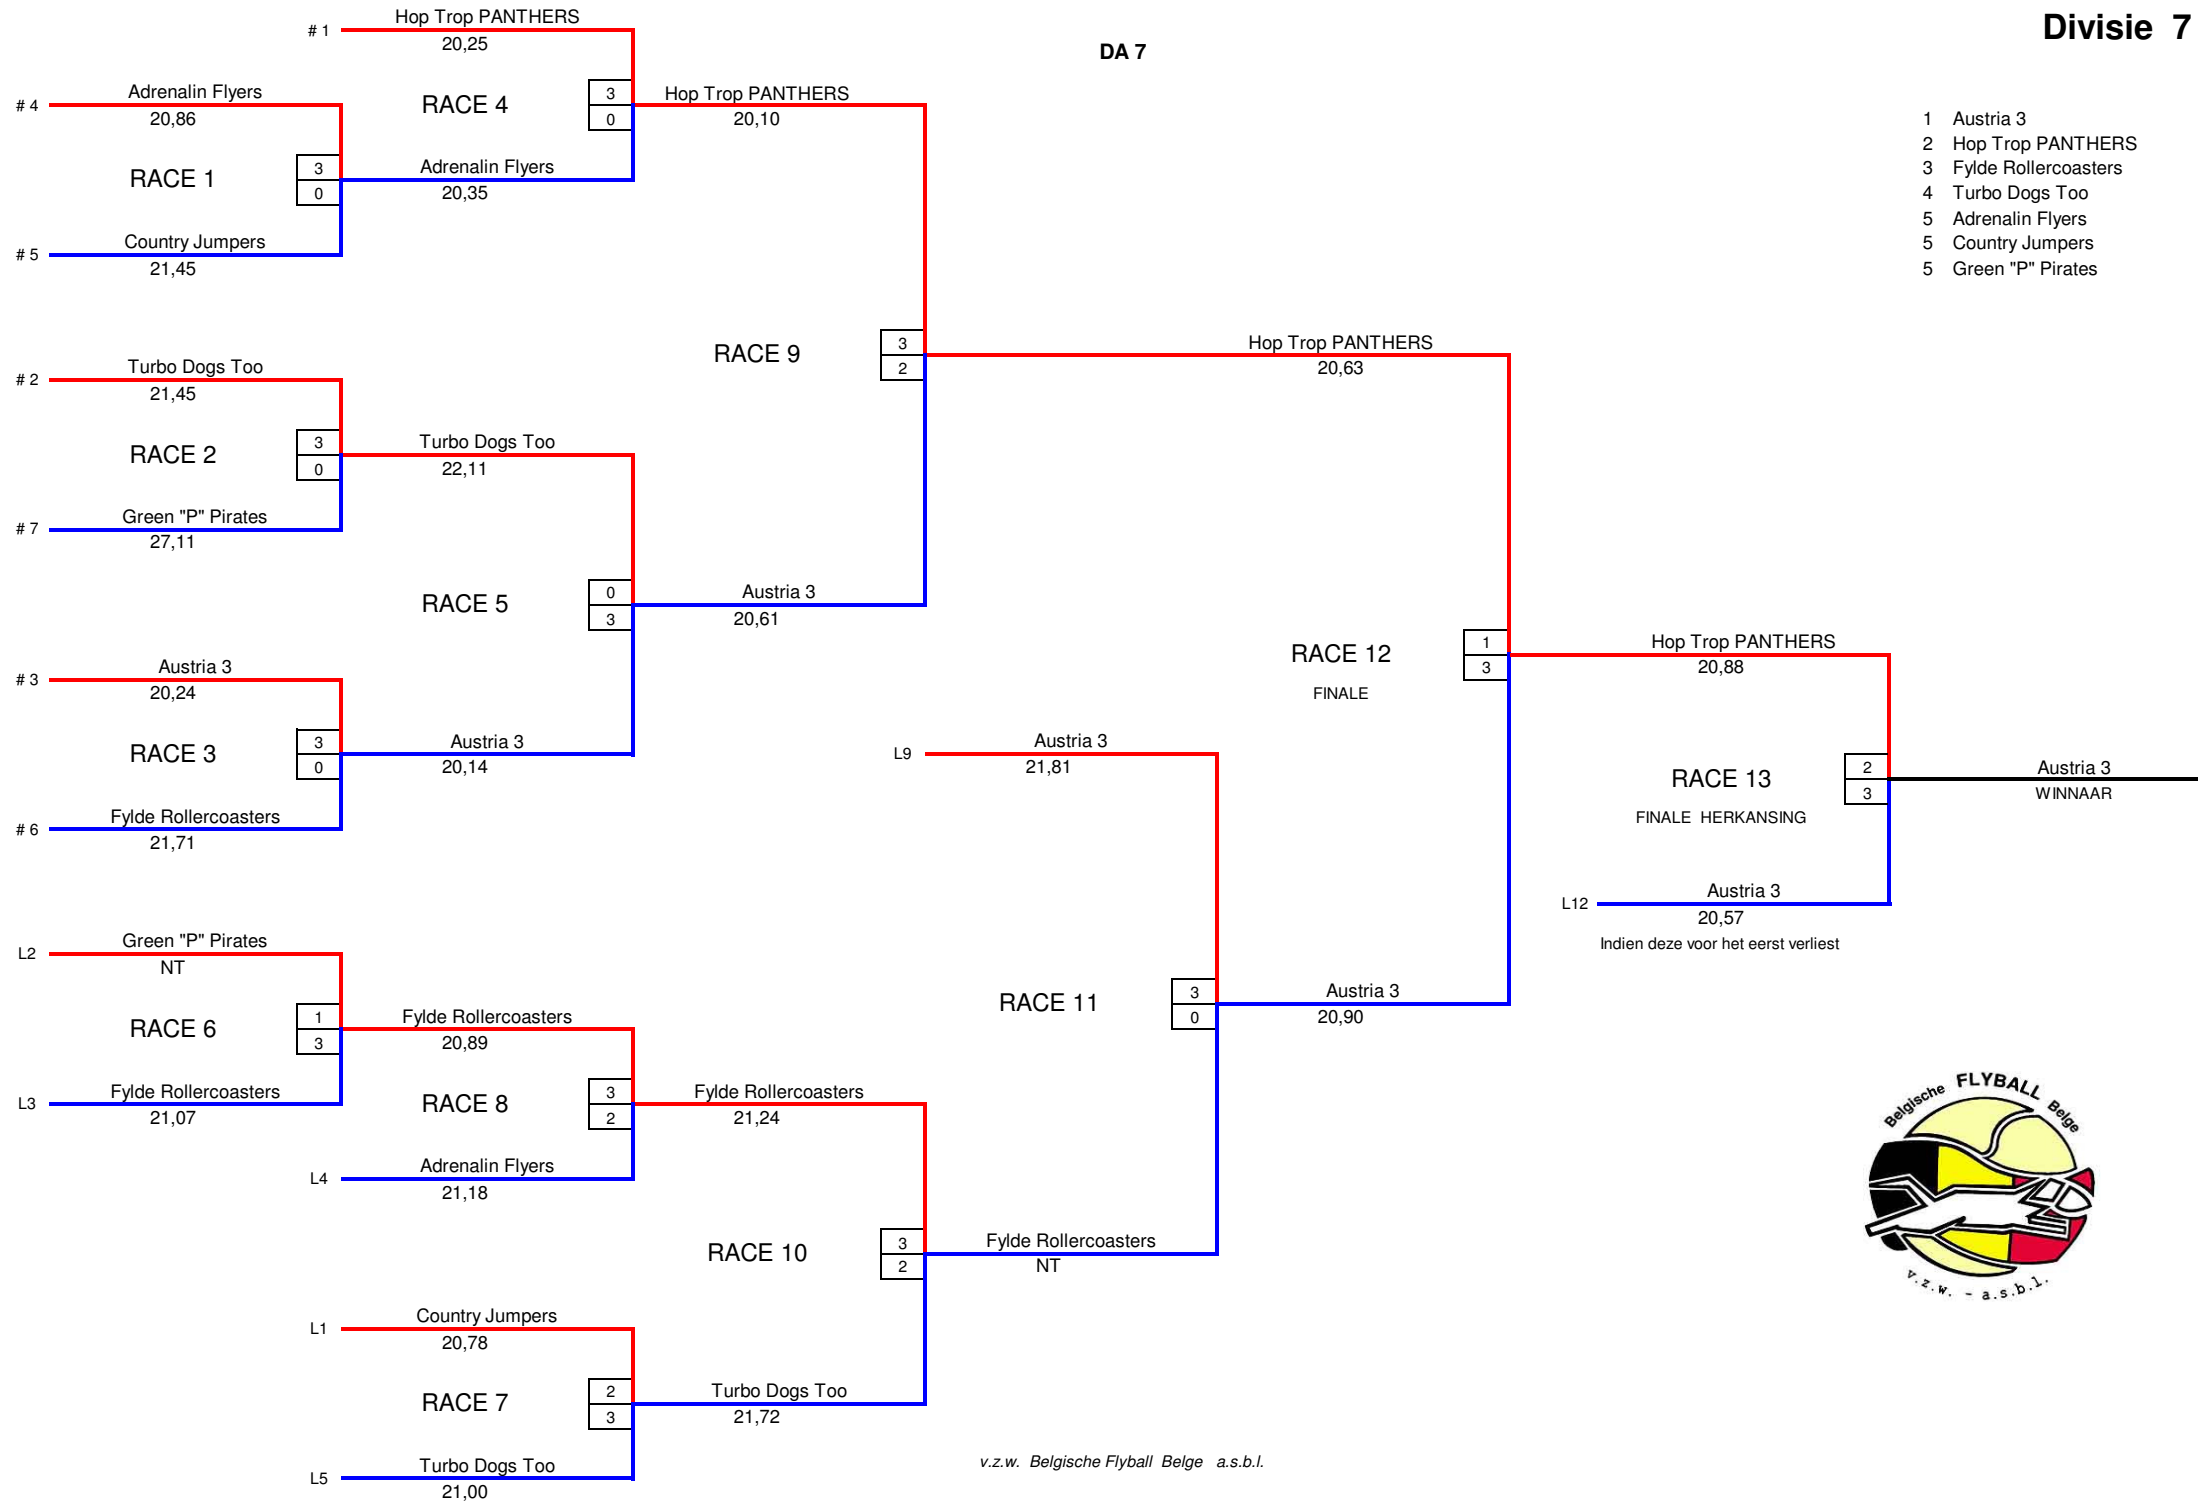 Divisie 7
DA 7
1 Austria 3
2 Hop Trop PANTHERS
3 Fylde Rollercoasters
4 Turbo Dogs Too
5 Adrenalin Flyers
5 Country Jumpers
5 Green "P" Pirates
# 1
Hop Trop PANTHERS
20,25
# 4
Adrenalin Flyers
20,86
RACE 1
3
0
# 5
Country Jumpers
21,45
RACE 4
3
0
Adrenalin Flyers
20,35
Hop Trop PANTHERS
20,10
# 2
Turbo Dogs Too
21,45
RACE 2
3
0
# 7
Green "P" Pirates
27,11
Turbo Dogs Too
22,11
RACE 5
0
3
# 3
Austria 3
20,24
RACE 3
3
0
# 6
Fylde Rollercoasters
21,71
Austria 3
20,14
RACE 9
3
2
Austria 3
20,61
Hop Trop PANTHERS
20,63
RACE 12
FINALE
1
3
Hop Trop PANTHERS
20,88
RACE 13
FINALE HERKANSING
2
3
Austria 3
WINNAAR
L12
Austria 3
20,57
Indien deze voor het eerst verliest
L9
Austria 3
21,81
RACE 11
3
0
Austria 3
20,90
L2
Green "P" Pirates
NT
RACE 6
1
3
L3
Fylde Rollercoasters
21,07
Fylde Rollercoasters
20,89
RACE 8
3
2
L4
Adrenalin Flyers
21,18
Fylde Rollercoasters
21,24
RACE 10
3
2
Fylde Rollercoasters
NT
L1
Country Jumpers
20,78
RACE 7
2
3
L5
Turbo Dogs Too
21,00
Turbo Dogs Too
21,72
Belgische FLYBALL Belge
v.z.w. - a.s.b.l.
v.z.w. Belgische Flyball Belge a.s.b.l.